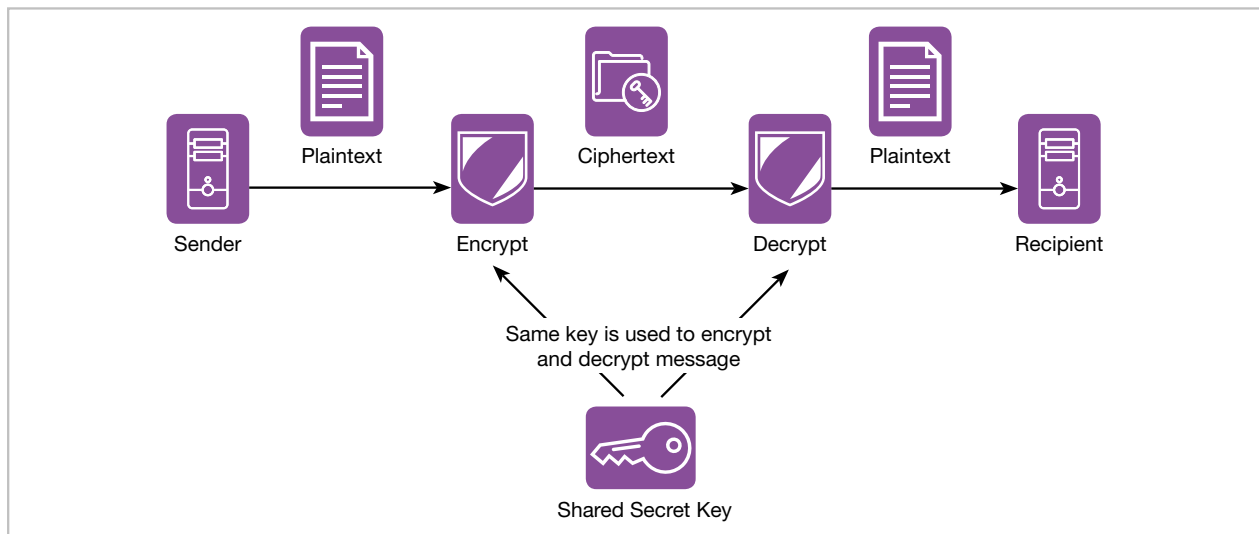 Plaintext
Ciphertext
Plaintext
Sender
Encrypt
Decrypt
Recipient
Same key is used to encrypt
and decrypt message
Shared Secret Key